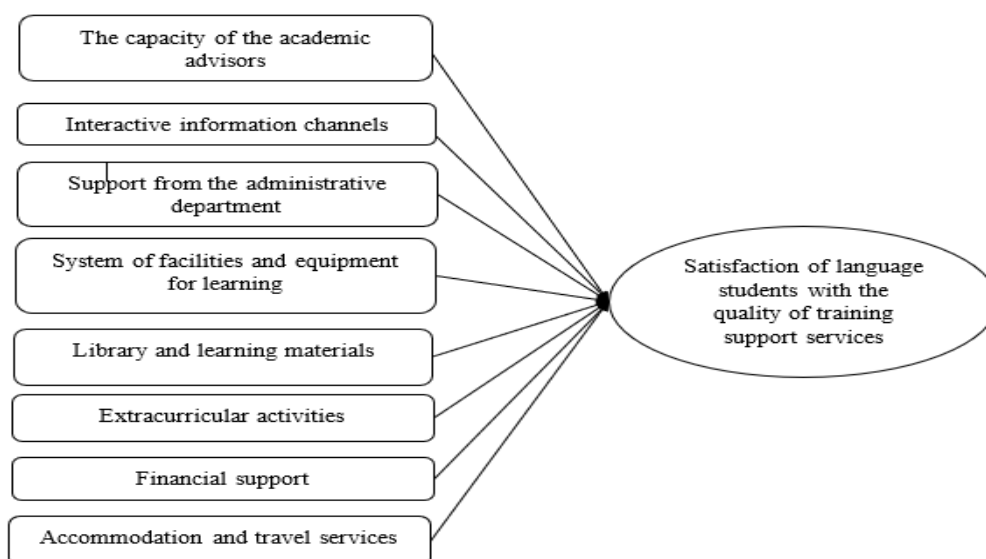 The capacity of the academic
advisors
Interactive information channels
Support from the administrative
department
System of facilities and equipment
for learning
Library and learning materials
Extracurricular activities
Financial support
Accommodation and travel services
Satisfaction of language
students with the
quality of training
support services